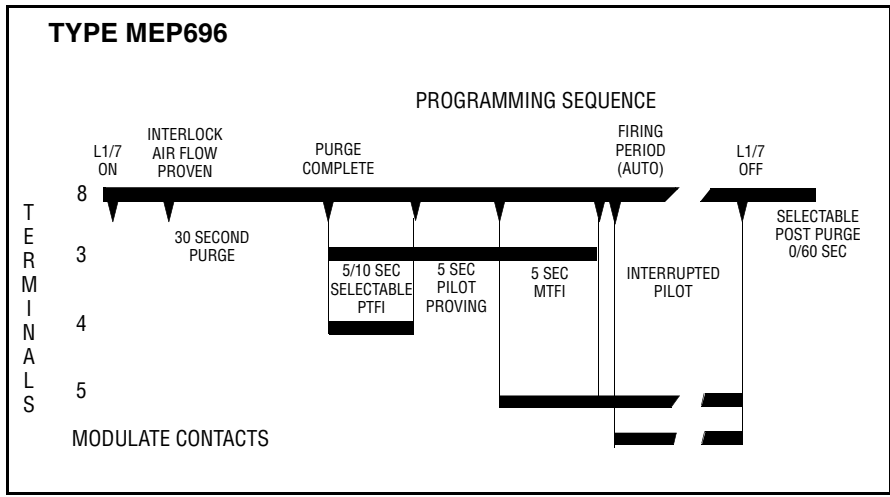 TYPE MEP696
PROGRAMMING SEQUENCE
L1/7
ON
INTERLOCK
AIR FLOW
PROVEN
PURGE
COMPLETE
FIRING
PERIOD
(AUTO)
L1/7
OFF
TERMINALS
8
30 SECOND
PURGE
SELECTABLE
POST PURGE
0/60 SEC
3
5/10 SEC
SELECTABLE
PTFI
5 SEC
PILOT
PROVING
5 SEC
MTFI
INTERRUPTED
PILOT
4
5
MODULATE CONTACTS